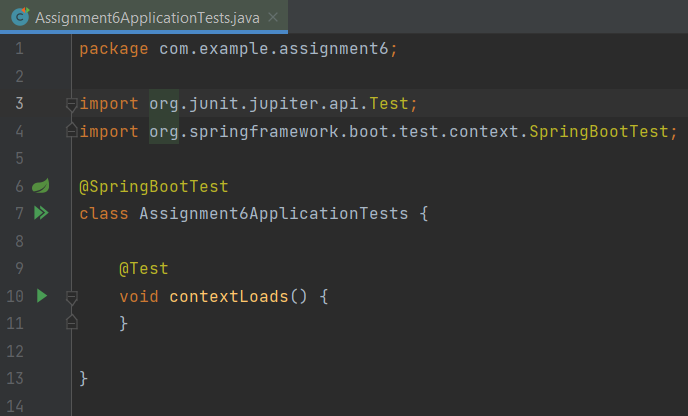 Assignment6ApplicationTests.java
1 package com.example.assignment6;
2
3 import org.junit.jupiter.api.Test;
4 import org.springframework.boot.test.context.SpringBootTest;
5
6 @SpringBootTest
7 class Assignment6ApplicationTests {
8
9 @Test
10 void contextLoads() {
11 }
12
13 }
14